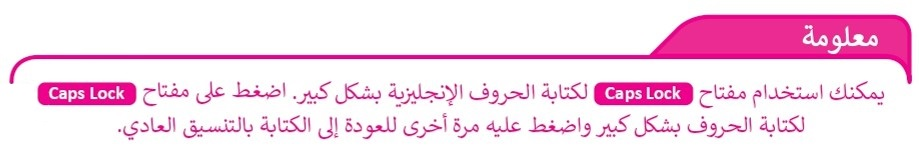 معلومة
يمكنك استخدام مفتاح Caps Lock لكتابة الحروف الإنجليزية بشكل كبير. اضغط على مفتاح Caps Lock
لكتابة الحروف بشكل كبير واضغط عليه مرة أخرى للعودة إلى الكتابة بالتنسيق العادي.